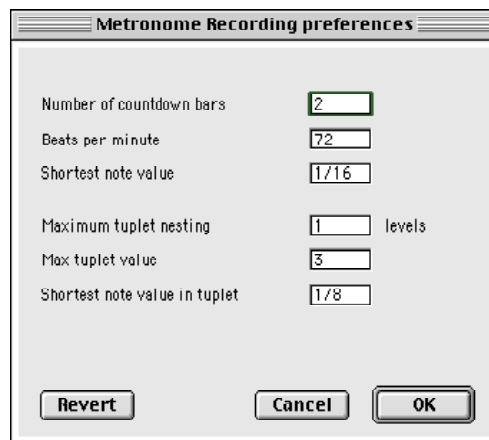 Metronome Recording preferences
Number of countdown bars 2
Beats per minute 72
Shortest note value 1/16
Maximum tuplet nesting 1 levels
Max tuplet value 3
Shortest note value in tuplet 1/8
Revert Cancel OK